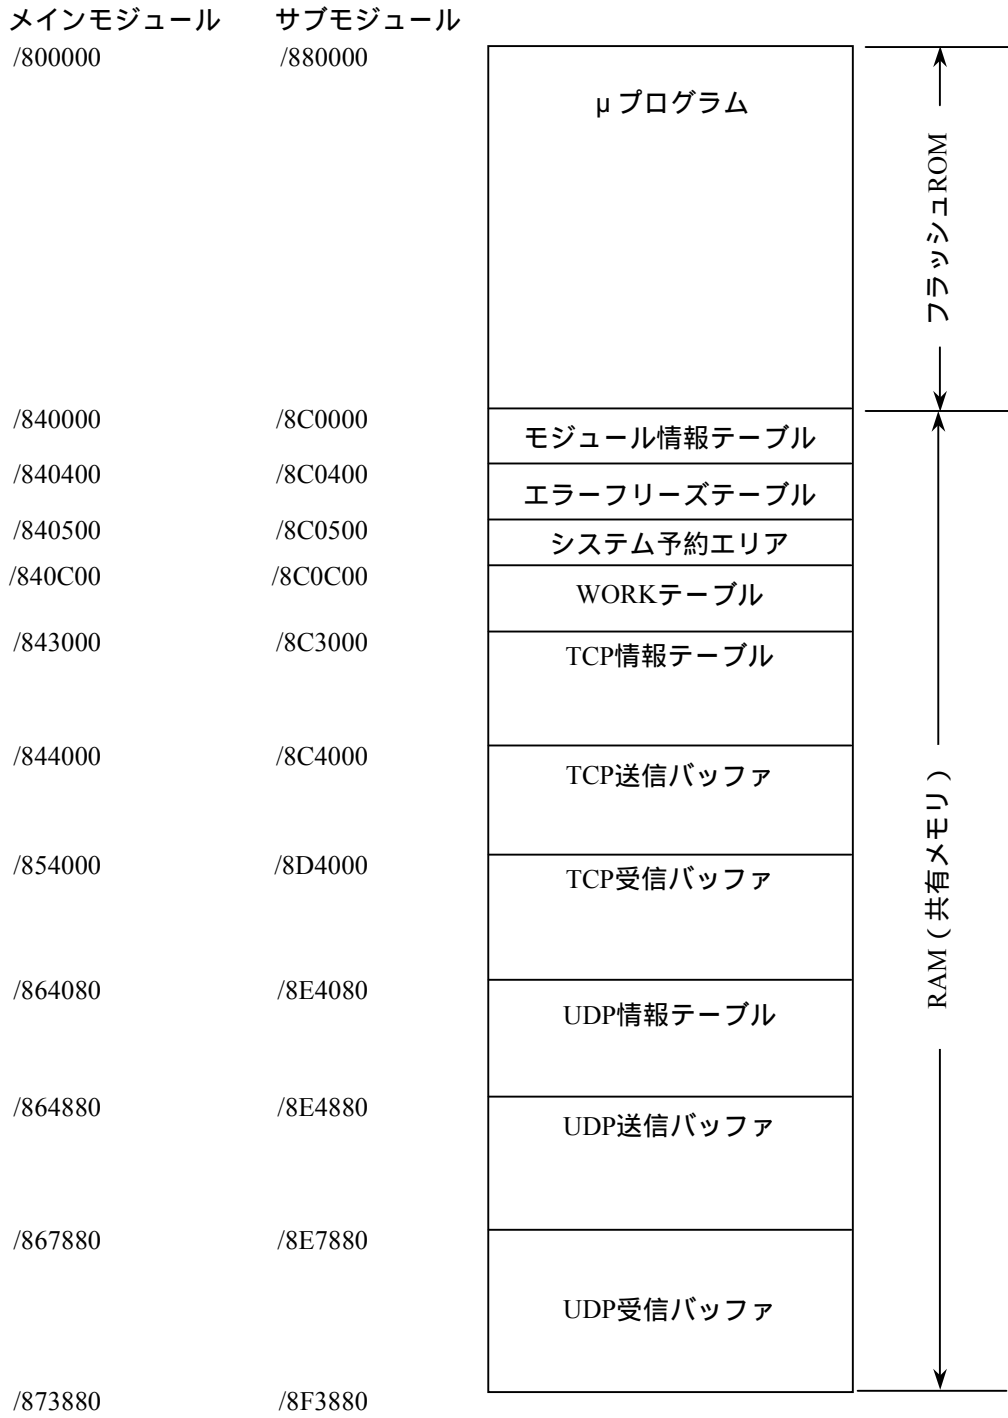 メインモジュール サブモジュール
/800000 /880000
μプログラム
フラッシュROM
/840000 /8C0000
モジュール情報テーブル
/840400 /8C0400
エラーフリーズテーブル
/840500 /8C0500
システム予約エリア
/840C00 /8C0C00
WORKテーブル
/843000 /8C3000
TCP情報テーブル
/844000 /8C4000
TCP送信バッファ
/854000 /8D4000
TCP受信バッファ
RAM(共有メモリ)
/864080 /8E4080
UDP情報テーブル
/864880 /8E4880
UDP送信バッファ
/867880 /8E7880
UDP受信バッファ
/873880 /8F3880